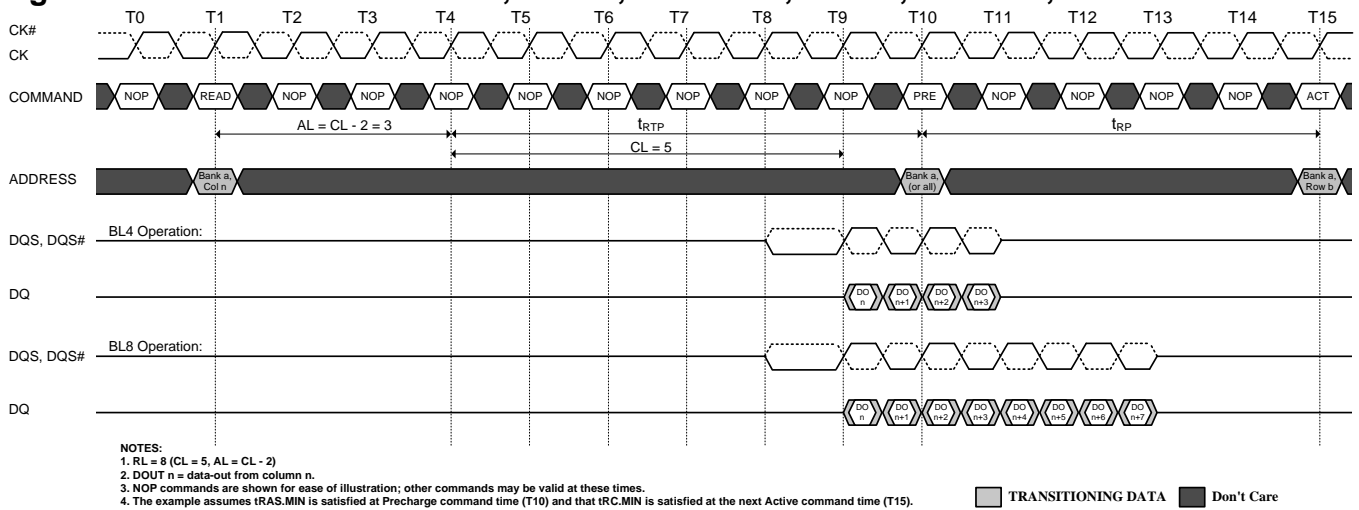 T0 T1 T2 T3 T4 T5 T6 T7 T8 T9 T10 T11 T12 T13 T14 T15
CK#
CK
COMMAND NOP READ NOP NOP NOP NOP NOP NOP NOP NOP PRE NOP NOP NOP NOP ACT
AL = CL - 2 = 3 tRTP tRP
CL = 5
ADDRESS Bank a, Col n Bank a, (or all) Bank a, Row b
BL4 Operation:
DQS, DQS#
DQ DO n DO n+1 DO n+2 DO n+3
BL8 Operation:
DQS, DQS#
DQ DO n DO n+1 DO n+2 DO n+3 DO n+4 DO n+5 DO n+6 DO n+7
NOTES:
1. RL = 8 (CL = 5, AL = CL - 2)
2. DOUT n = data-out from column n.
3. NOP commands are shown for ease of illustration; other commands may be valid at these times.
4. The example assumes tRAS.MIN is satisfied at Precharge command time (T10) and that tRC.MIN is satisfied at the next Active command time (T15).
TRANSITIONING DATA Don't Care